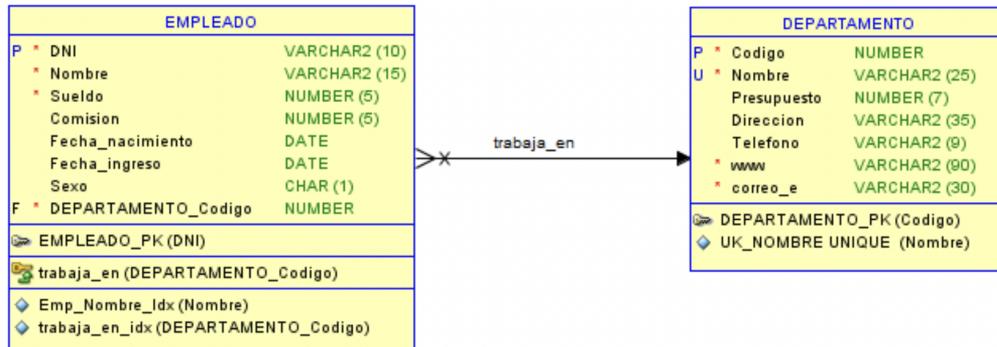 EMPLEADO
P * DNI VARCHAR2 (10)
* Nombre VARCHAR2 (15)
* Sueldo NUMBER (5)
Comision NUMBER (5)
Fecha_nacimiento DATE
Fecha_ingreso DATE
Sexo CHAR (1)
F * DEPARTAMENTO_Codigo NUMBER
EMPLEADO_PK (DNI)
trabaja_en (DEPARTAMENTO_Codigo)
Emp_Nombre_Idx (Nombre)
trabaja_en_idx (DEPARTAMENTO_Codigo)
trabaja_en
DEPARTAMENTO
P * Codigo NUMBER
U * Nombre VARCHAR2 (25)
Presupuesto NUMBER (7)
Direccion VARCHAR2 (35)
Telefono VARCHAR2 (9)
* www VARCHAR2 (90)
* correo_e VARCHAR2 (30)
DEPARTAMENTO_PK (Codigo)
UK_NOMBRE UNIQUE (Nombre)